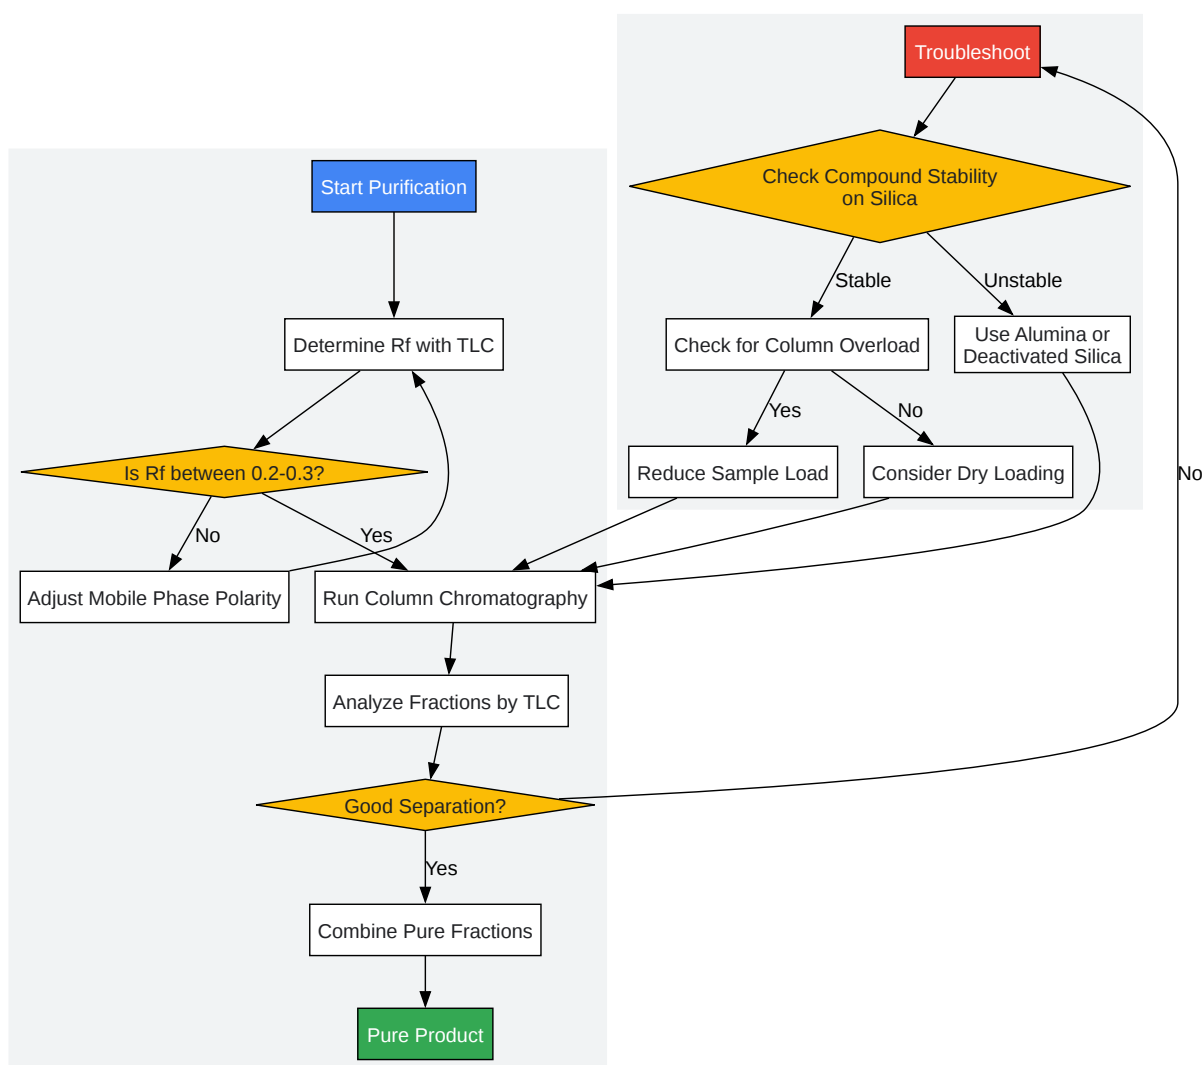 Troubleshoot
Check Compound Stability
on Silica
Stable
Unstable
Check for Column Overload
Use Alumina or
Deactivated Silica
Yes
No
Reduce Sample Load
Consider Dry Loading
No
Start Purification
Determine Rf with TLC
Is Rf between 0.2-0.3?
No
Yes
Adjust Mobile Phase Polarity
Run Column Chromatography
Analyze Fractions by TLC
Good Separation?
Yes
Combine Pure Fractions
Pure Product